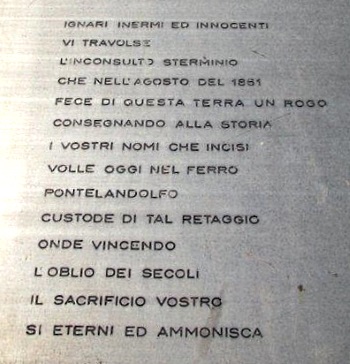 IGNARI INERMI ED INNOCENTI
VI TRAVOLSE
L'INCONSULTO STERMINIO
CHE NELL'AGOSTO DEL 1861
FECE DI QUESTA TERRA UN ROGO
CONSEGNANDO ALLA STORIA
I VOSTRI NOMI CHE INCISI
VOLLE OGGI NEL FERRO
PONTELANDOLFO
CUSTODE DI TAL RETAGGIO
ONDE VINCENDO
L'OBLIO DEI SECOLI
IL SACRIFICIO VOSTRO
SI ETERNI ED AMMONISCA